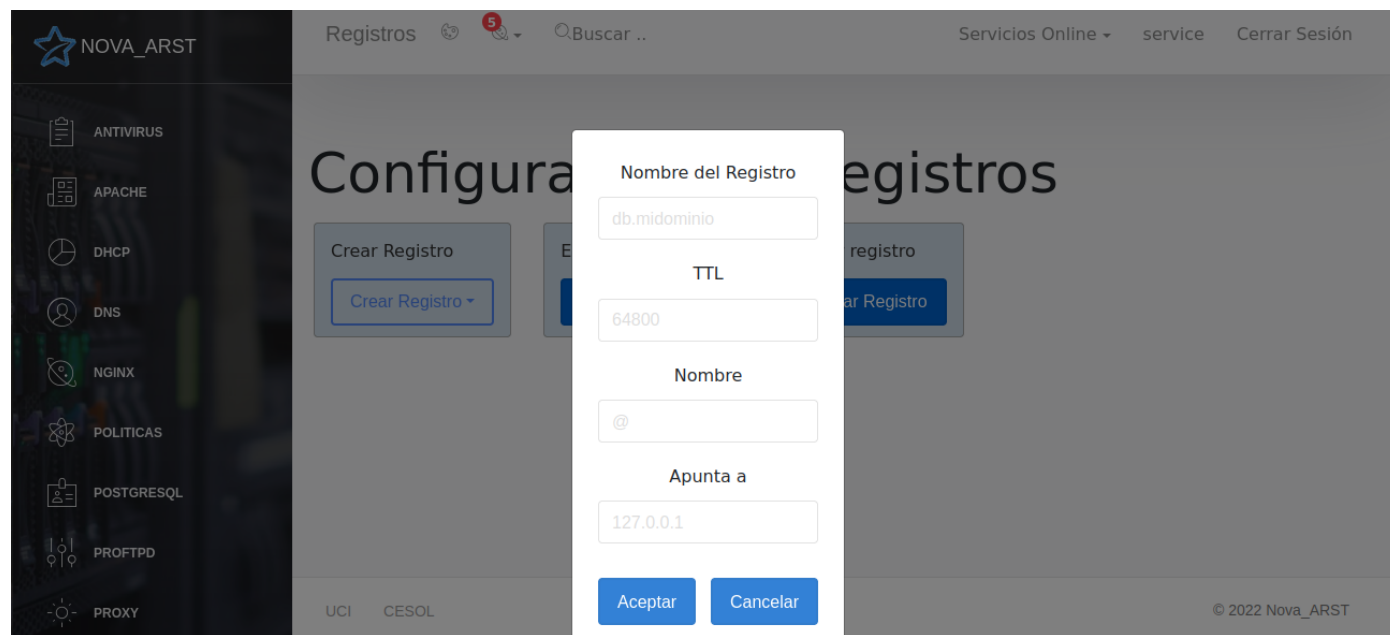 NOVA_ARST
Registros 5 Buscar .. Servicios Online service Cerrar Sesión
ANTIVIRUS
APACHE
DHCP
DNS
NGINX
POLITICAS
POSTGRESQL
PROFTPD
PROXY
Configura egistros
Crear Registro
Crear Registro
E
registro
ar Registro
Nombre del Registro
db.midominio
TTL
64800
Nombre
@
Apunta a
127.0.0.1
Aceptar Cancelar
UCI CESOL © 2022 Nova_ARST